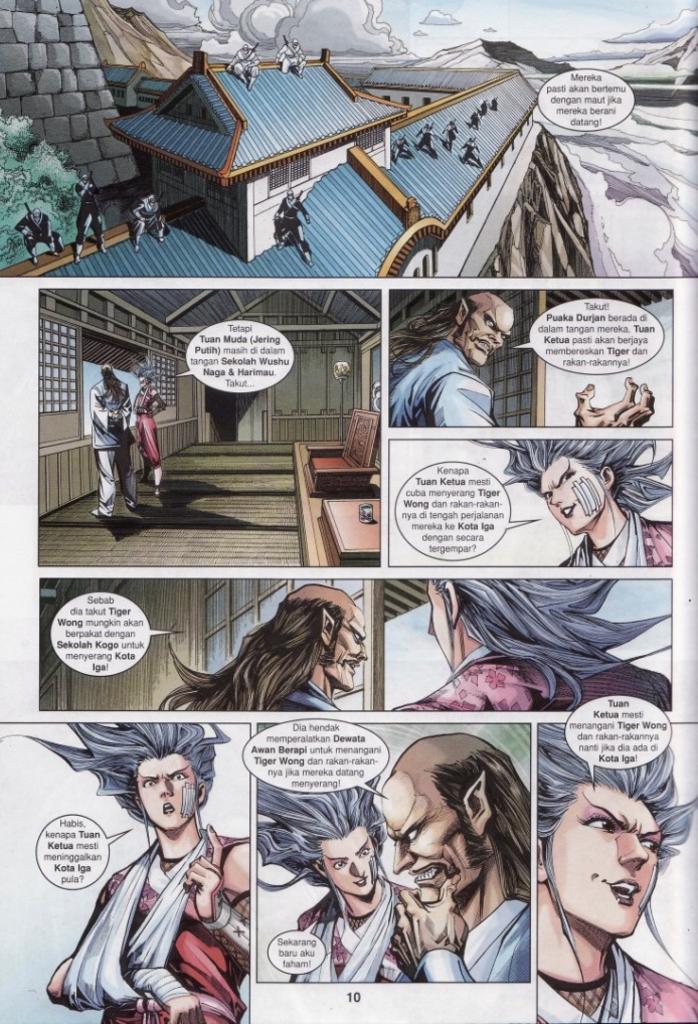 Mereka
pasti akan bertemu
dengan maut jika
mereka berani
datang!
Tetapi
Tuan Muda (Jering
Putih) masih di dalam
tangan Sekolah Wushu
Naga & Harimau.
Takut...
Takut!
Puaka Durjan berada di
dalam tangan mereka. Tuan
Ketua pasti akan berjaya
membereskan Tiger dan
rakan-rakannya!
Kenapa
Tuan Ketua mesti
cuba menyerang Tiger
Wong dan rakan-rakan-
nya di tengah perjalanan
mereka ke Kota Iga
dengan secara
tergempar?
Sebab
dia takut Tiger
Wong mungkin akan
berpakat dengan
Sekolah Kogo untuk
menyerang Kota
Iga!
Habis,
kenapa Tuan
Ketua mesti
meninggalkan
Kota Iga
pula?
Dia hendak
memperalatkan Dewata
Awan Berapi untuk menangani
Tiger Wong dan rakan-rakan-
nya jika mereka datang
menyerang!
Sekarang
baru aku
faham!
Tuan
Ketua mesti
menangani Tiger Wong
dan rakan-rakannya
nanti jika dia ada di
Kota Iga!
10